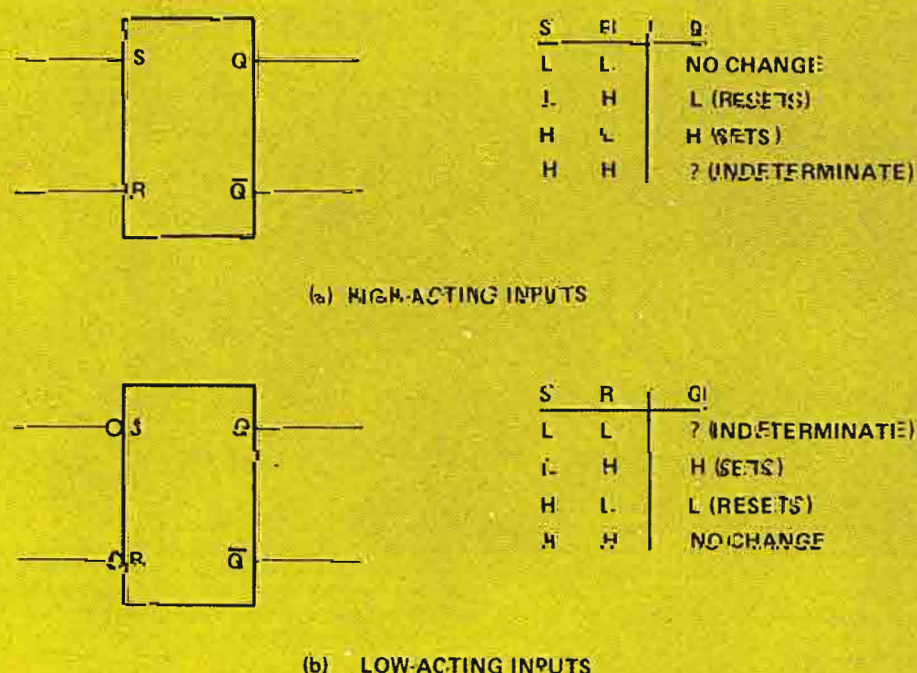 S R Q
S Q L L NO CHANGE
L H L (RESETS)
H L H (SETS)
R Q̅ H H ? (INDETERMINATE)
(a) HIGH-ACTING INPUTS
S R Q
S Q L L ? (INDETERMINATE)
L H H (SETS)
H L L (RESETS)
R Q̅ H H NO CHANGE
(b) LOW-ACTING INPUTS